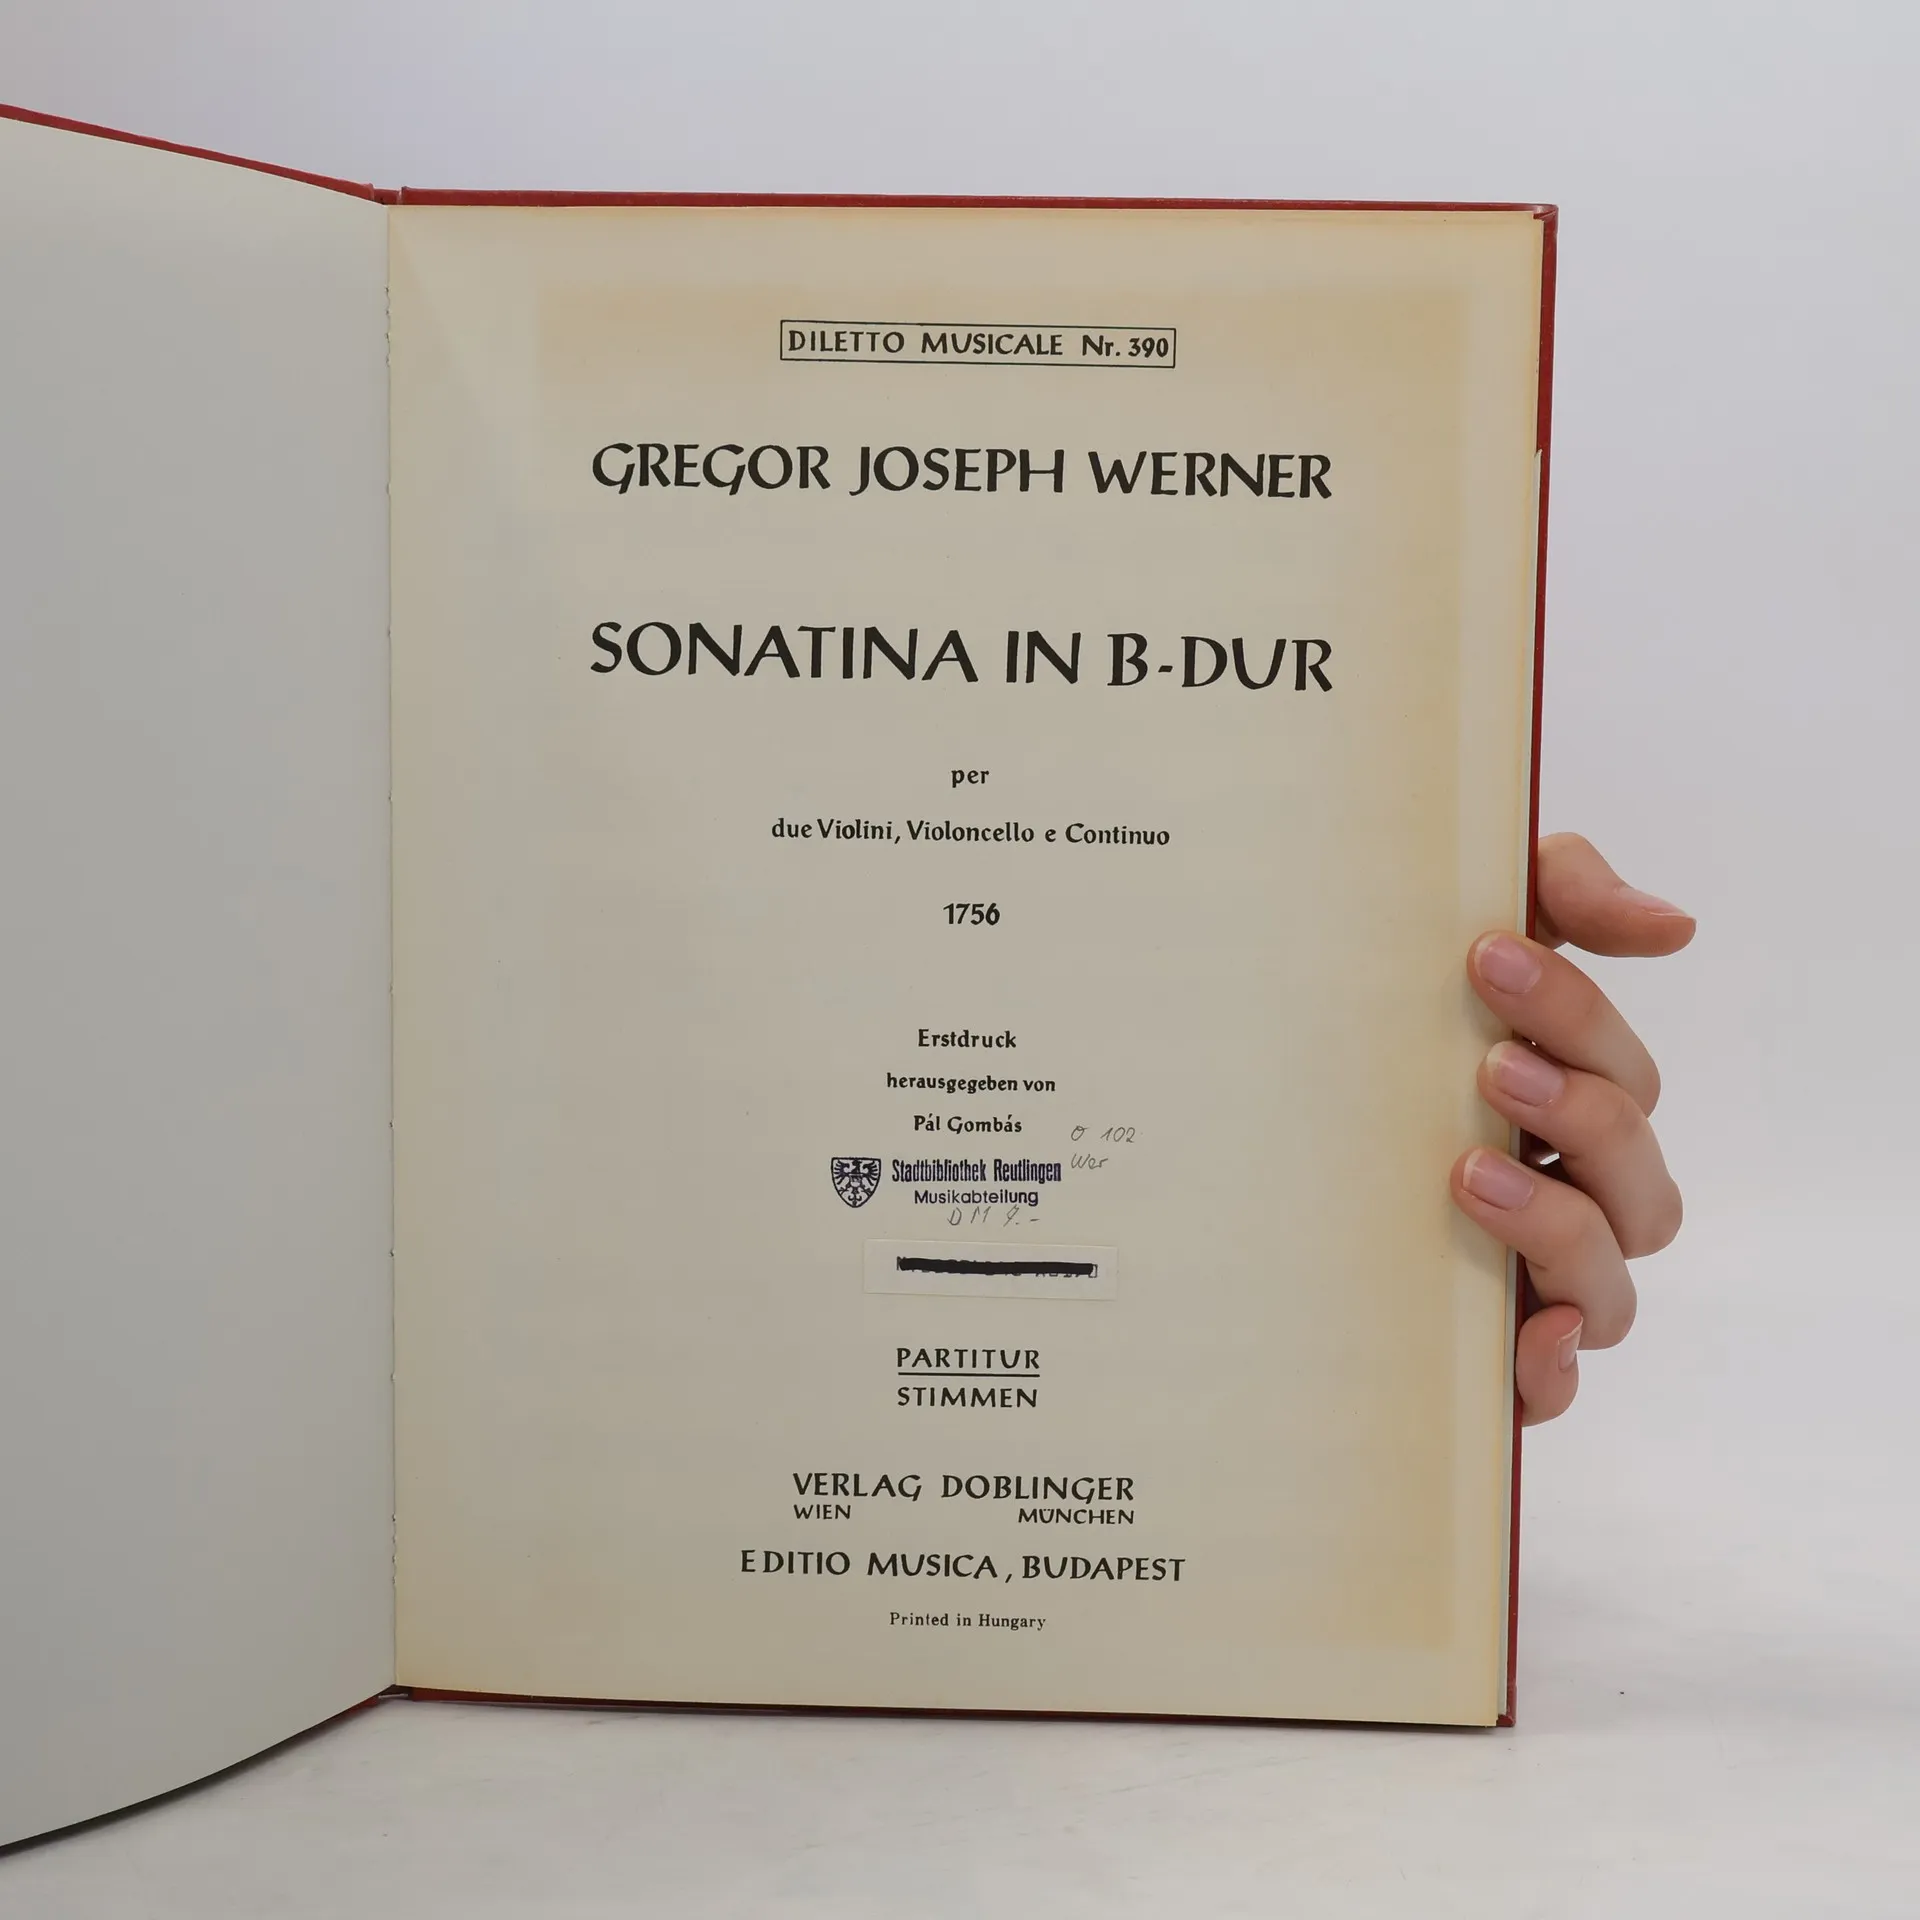 DILETTO MUSICALE Nr. 390
GREGOR JOSEPH WERNER
SONATINA IN B-DUR
per
due Violini, Violoncello e Continuo
1756
Erstdruck
herausgegeben von
Pál Gombás
O 102
Wer
Stadtbibliothek Reutlingen
Musikabteilung
DM 7.-
PARTITUR
STIMMEN
VERLAG DOBLINGER
WIEN MÜNCHEN
EDITIO MUSICA, BUDAPEST
Printed in Hungary